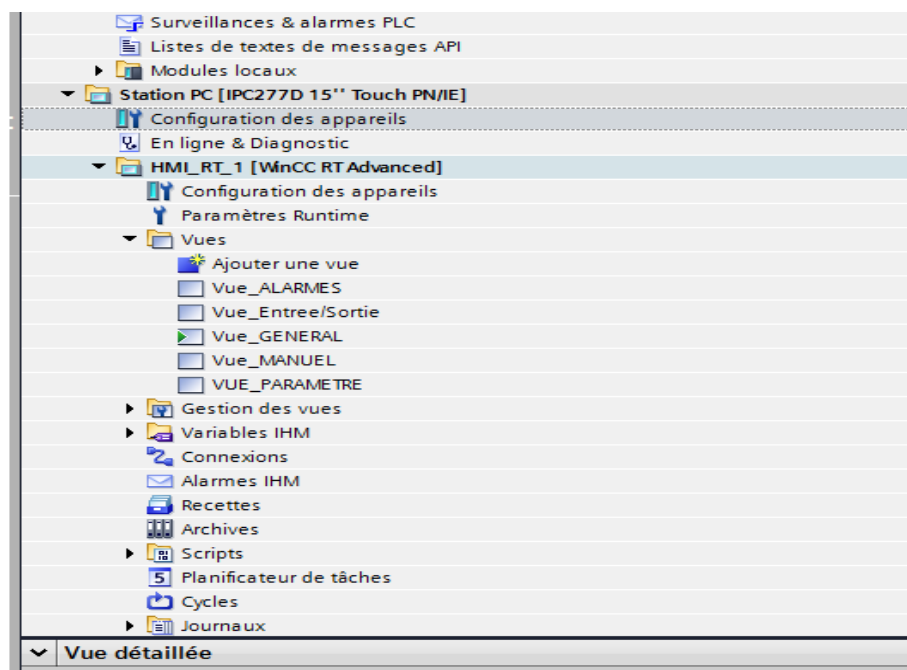 Surveillances & alarmes PLC
Listes de textes de messages API
Modules locaux
Station PC [IPC277D 15'' Touch PN/IE]
Configuration des appareils
En ligne & Diagnostic
HMI_RT_1 [WinCC RT Advanced]
Configuration des appareils
Paramètres Runtime
Vues
Ajouter une vue
Vue_ALARMES
Vue_Entree/Sortie
Vue_GENERAL
Vue_MANUEL
VUE_PARAMETRE
Gestion des vues
Variables IHM
Connexions
Alarmes IHM
Recettes
Archives
Scripts
5 Planificateur de tâches
Cycles
Journaux
Vue détaillée